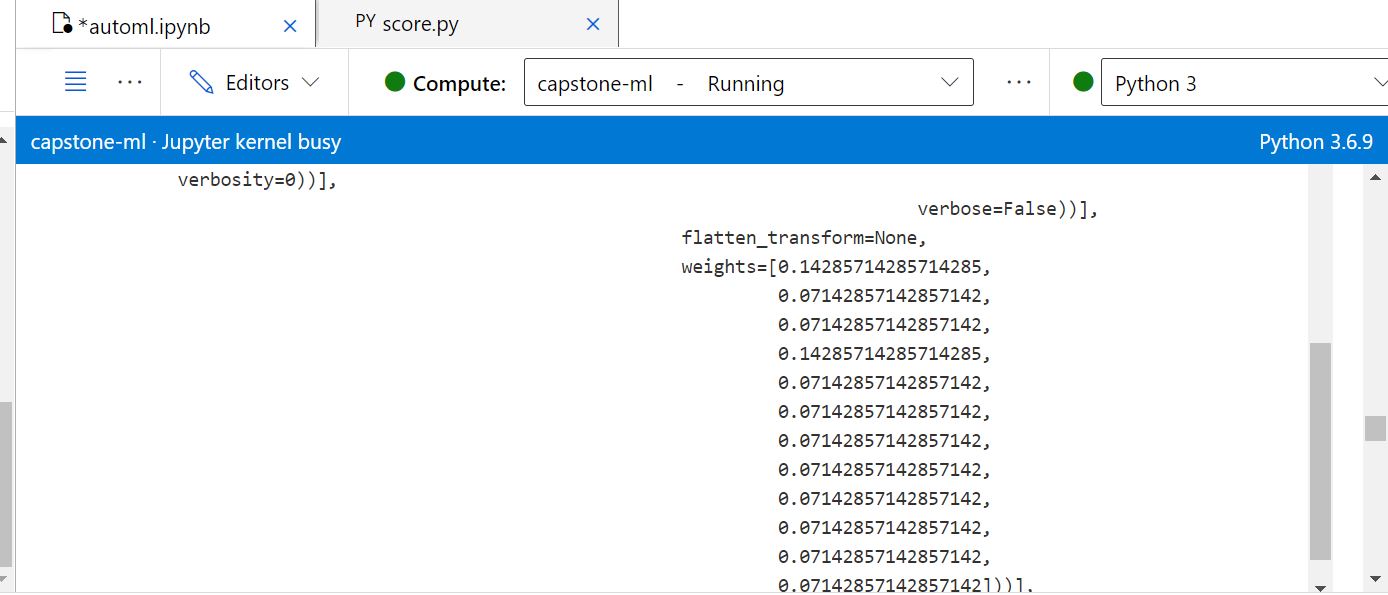 *automl.ipynb
PY score.py
Editors
Compute:
capstone-ml - Running
Python 3
capstone-ml · Jupyter kernel busy
Python 3.6.9
verbosity=0))],
verbose=False))],
flatten_transform=None,
weights=[0.14285714285714285,
0.07142857142857142,
0.07142857142857142,
0.14285714285714285,
0.07142857142857142,
0.07142857142857142,
0.07142857142857142,
0.07142857142857142,
0.07142857142857142,
0.07142857142857142,
0.07142857142857142,
0.07142857142857142]))],